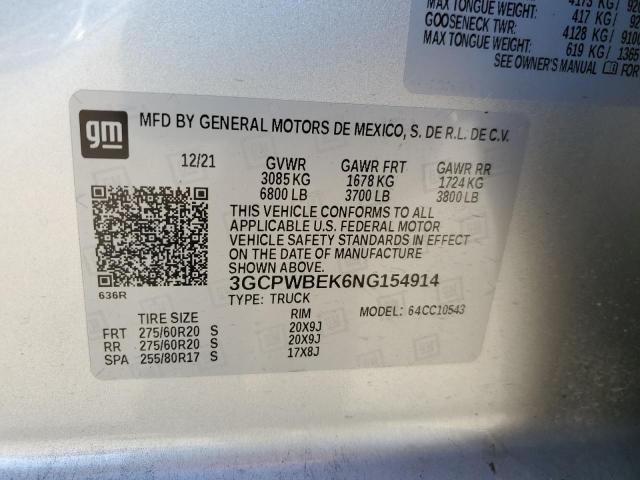 MAX TONGUE WEIGHT: 417 KG/ 92
GOOSENECK TWR: 4128 KG/ 9100
MAX TONGUE WEIGHT: 619 KG/ 1365
SEE OWNER'S MANUAL FOR
gm
MFD BY GENERAL MOTORS DE MEXICO, S. DE R.L. DE C.V.
12/21 GVWR GAWR FRT GAWR RR
3085 KG 1678 KG 1724 KG
6800 LB 3700 LB 3800 LB
THIS VEHICLE CONFORMS TO ALL
APPLICABLE U.S. FEDERAL MOTOR
VEHICLE SAFETY STANDARDS IN EFFECT
ON THE DATE OF MANUFACTURE
SHOWN ABOVE.
3GCPWBEK6NG154914
636R
TYPE: TRUCK MODEL: 64CC10543
TIRE SIZE RIM
FRT 275/60R20 S 20X9J
RR 275/60R20 S 20X9J
SPA 255/80R17 S 17X8J